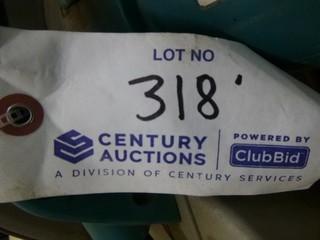 LOT NO
318
CENTURY AUCTIONS
POWERED BY
ClubBid
A DIVISION OF CENTURY SERVICES